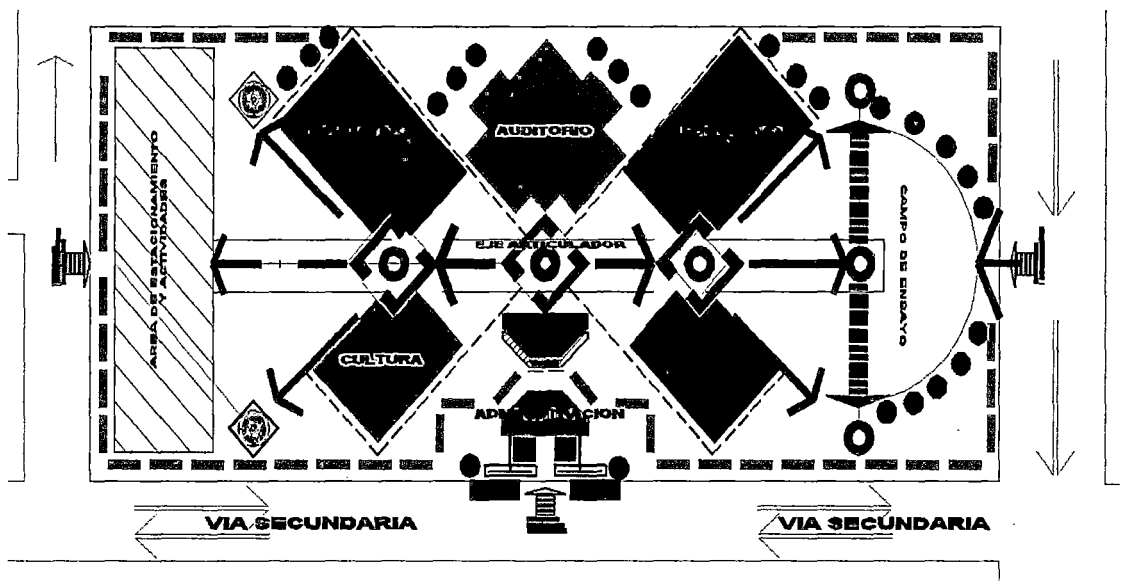 AUDITORIO
EJE ARTICULADOR
AREA DE ESTACIONAMIENTO
Y ACTIVIDADES
CAMPO DE ENSAYO
CULTURA
VIA SECUNDARIA
VIA SECUNDARIA